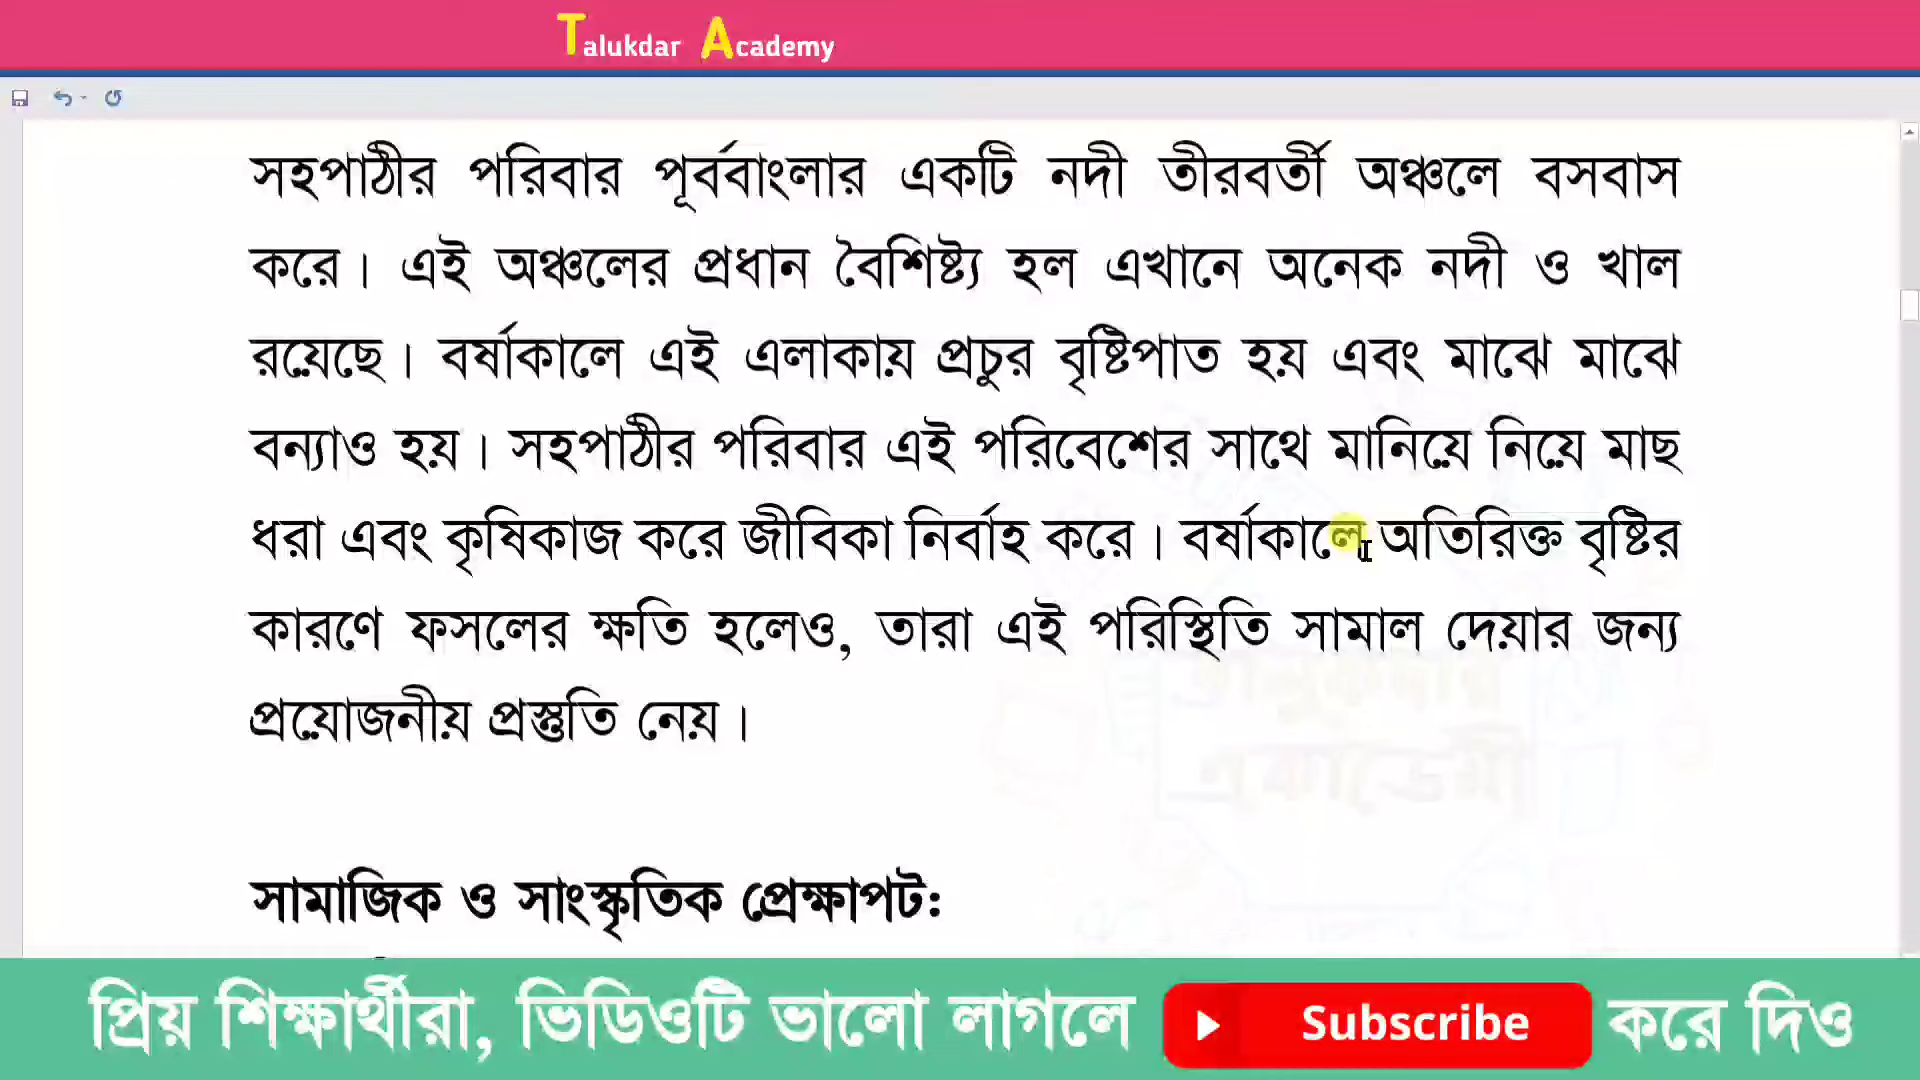 Talukdar Academy
সহপাঠীর পরিবার পূর্ববাংলার একটি নদী তীরবর্তী অঞ্চলে বসবাস
করে। এই অঞ্চলের প্রধান বৈশিষ্ট্য হল এখানে অনেক নদী ও খাল
রয়েছে। বর্ষাকালে এই এলাকায় প্রচুর বৃষ্টিপাত হয় এবং মাঝে মাঝে
বন্যাও হয়। সহপাঠীর পরিবার এই পরিবেশের সাথে মানিয়ে নিয়ে মাছ
ধরা এবং কৃষিকাজ করে জীবিকা নির্বাহ করে। বর্ষাকালে অতিরিক্ত বৃষ্টির
কারণে ফসলের ক্ষতি হলেও, তারা এই পরিস্থিতি সামাল দেয়ার জন্য
প্রয়োজনীয় প্রস্তুতি নেয়।
তালুকদার
একাডেমী
সামাজিক ও সাংস্কৃতিক প্রেক্ষাপট:
প্রিয় শিক্ষার্থীরা, ভিডিওটি ভালো লাগলে Subscribe করে দিও